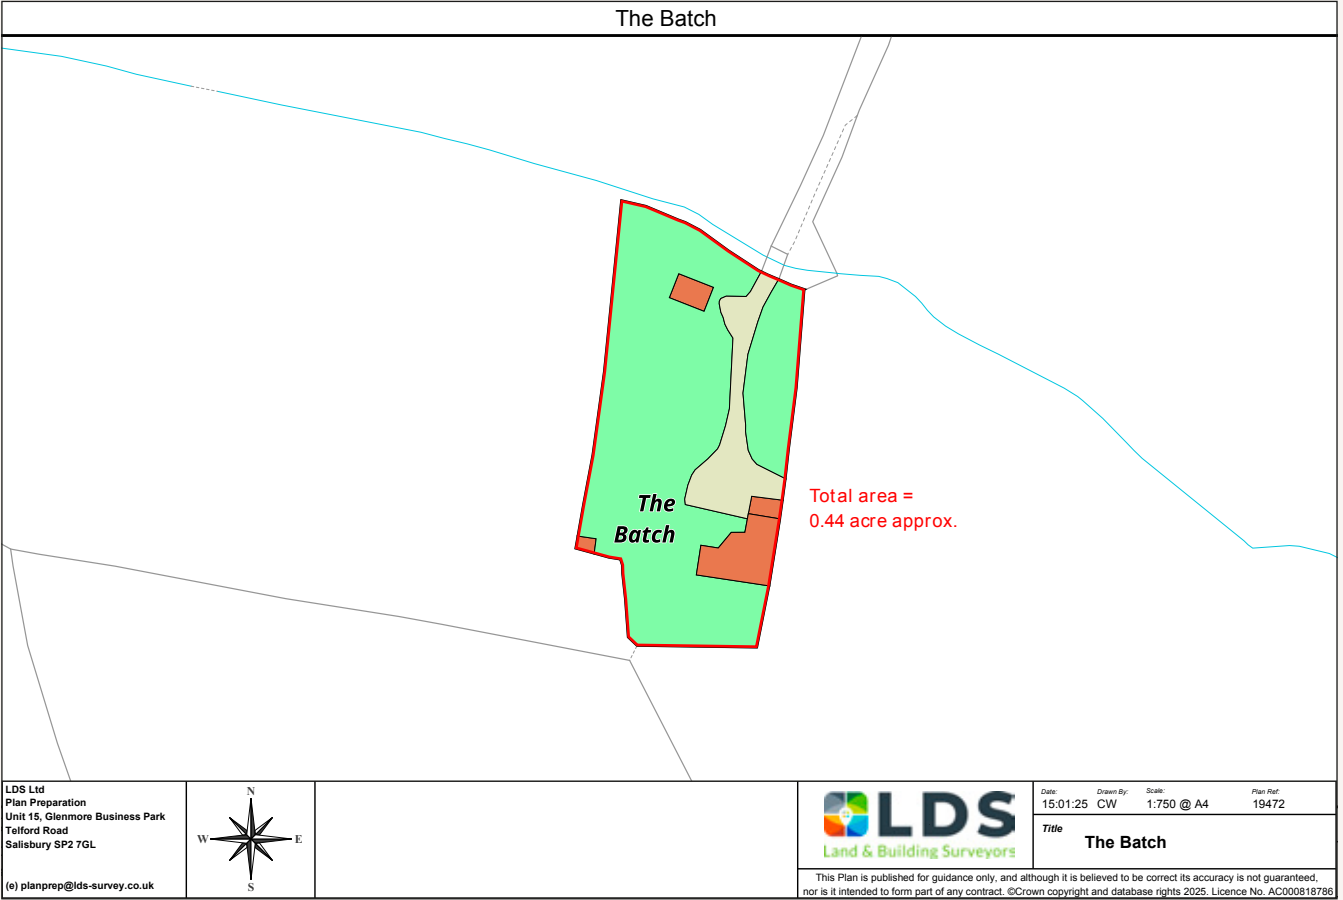 The Batch
The
Batch
Total area =
0.44 acre approx.
LDS Ltd
Plan Preparation
Unit 15, Glenmore Business Park
Telford Road
Salisbury SP2 7GL
(e) planprep@lds-survey.co.uk
N
W E
S
LDS
Land & Building Surveyors
Date: Drawn By: Scale: Plan Ref:
15:01:25 CW 1:750 @ A4 19472
Title
The Batch
This Plan is published for guidance only, and although it is believed to be correct its accuracy is not guaranteed,
nor is it intended to form part of any contract. ©Crown copyright and database rights 2025. Licence No. AC000818786